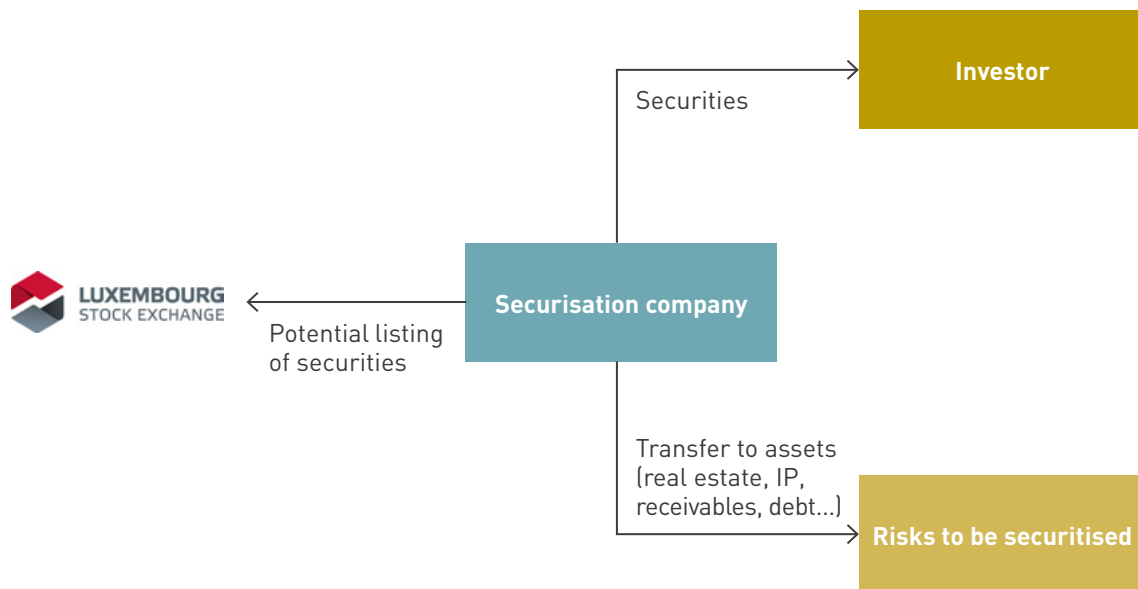 Investor
Securities
LUXEMBOURG
STOCK EXCHANGE
Securisation company
Potential listing
of securities
Transfer to assets
(real estate, IP,
receivables, debt...)
Risks to be securitised